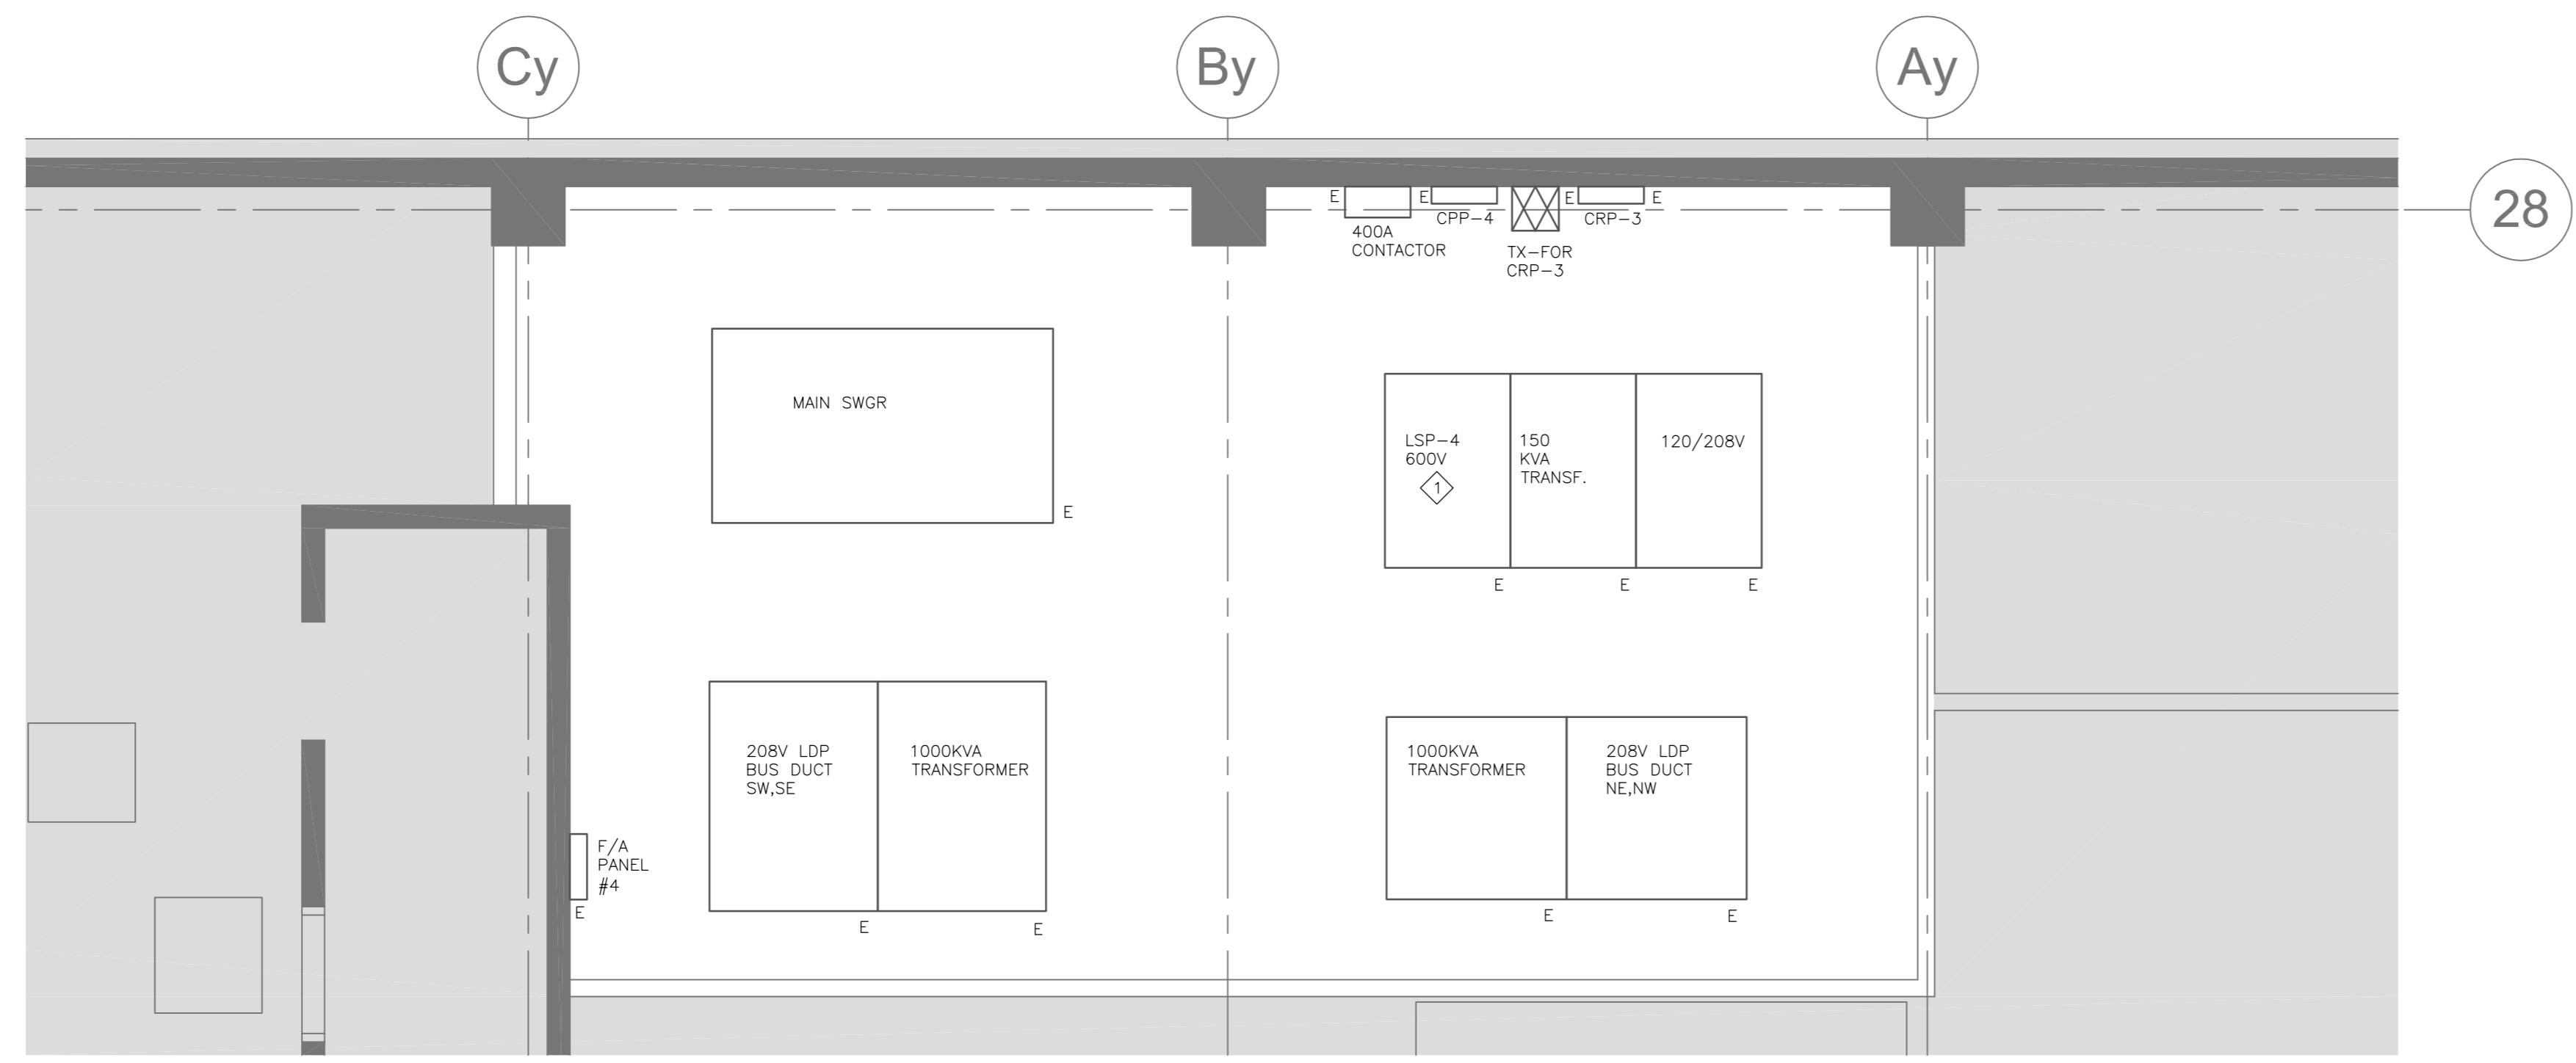 Cy
By
Ay
28
E
E
E
E
CPP-4
CRP-3
400A
CONTACTOR
TX-FOR
CRP-3
MAIN SWGR
E
LSP-4
600V
1
150
KVA
TRANSF.
120/208V
E
E
E
208V LDP
BUS DUCT
SW,SE
1000KVA
TRANSFORMER
1000KVA
TRANSFORMER
208V LDP
BUS DUCT
NE,NW
F/A
PANEL
#4
E
E
E
E
E